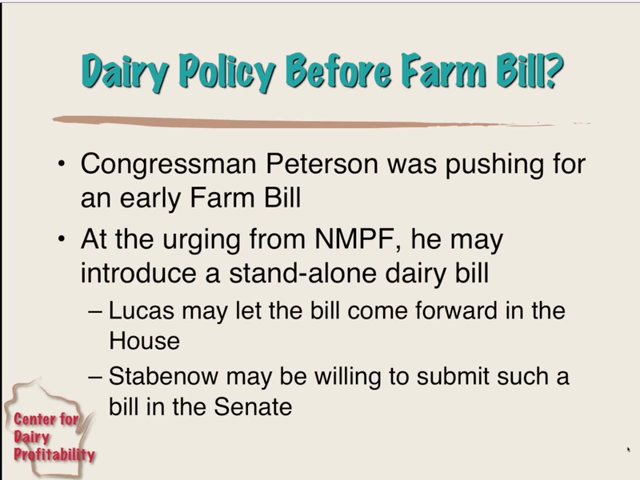 Dairy Policy Before Farm Bill?
• Congressman Peterson was pushing for
an early Farm Bill
• At the urging from NMPF, he may
introduce a stand-alone dairy bill
– Lucas may let the bill come forward in the
House
– Stabenow may be willing to submit such a
bill in the Senate
Center for
Dairy
Profitability